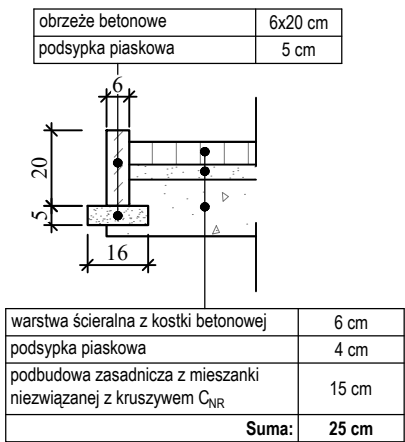 obrzeże betonowe 6x20 cm
podsypka piaskowa 5 cm
6
20
5
16
warstwa ścieralna z kostki betonowej 6 cm
podsypka piaskowa 4 cm
podbudowa zasadnicza z mieszanki
niezwiązanej z kruszywem CNR 15 cm
Suma: 25 cm